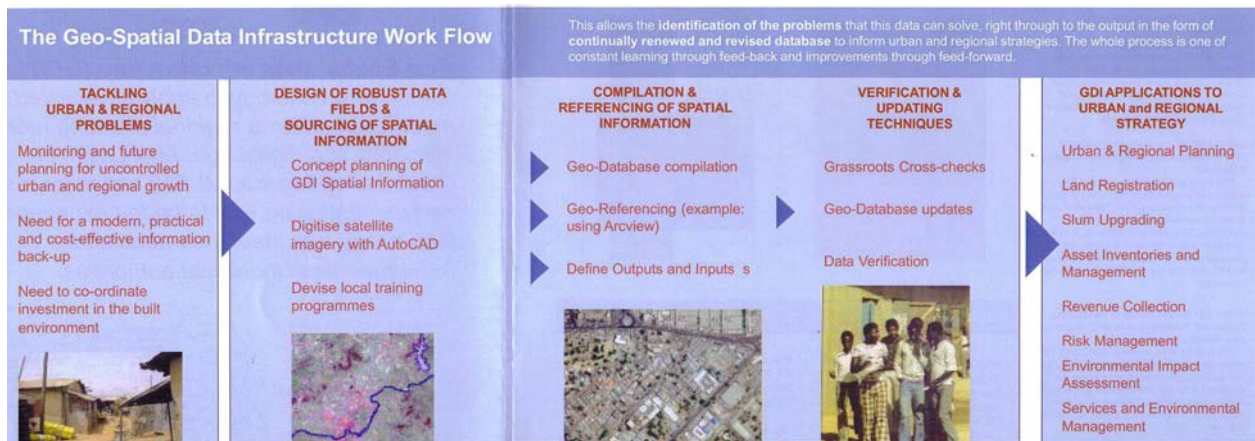 The Geo-Spatial Data Infrastructure Work Flow
This allows the identification of the problems that this data can solve, right through to the output in the form of
continually renewed and revised database to inform urban and regional strategies. The whole process is one of
constant learning through feed-back and improvements through feed-forward.
TACKLING
URBAN & REGIONAL
PROBLEMS
Monitoring and future
planning for uncontrolled
urban and regional growth
Need for a modern, practical
and cost-effective information
back-up
Need to co-ordinate
investment in the built
environment
DESIGN OF ROBUST DATA
FIELDS &
SOURCING OF SPATIAL
INFORMATION
Concept planning of
GDI Spatial Information
Digitise satellite
imagery with AutoCAD
Devise local training
programmes
COMPILATION &
REFERENCING OF SPATIAL
INFORMATION
Geo-Database compilation
Geo-Referencing (example:
using Arcview)
Define Outputs and Inputs s
VERIFICATION &
UPDATING
TECHNIQUES
Grassroots Cross-checks
Geo-Database updates
Data Verification
GDI APPLICATIONS TO
URBAN and REGIONAL
STRATEGY
Urban & Regional Planning
Land Registration
Slum Upgrading
Asset Inventories and
Management
Revenue Collection
Risk Management
Environmental Impact
Assessment
Services and Environmental
Management